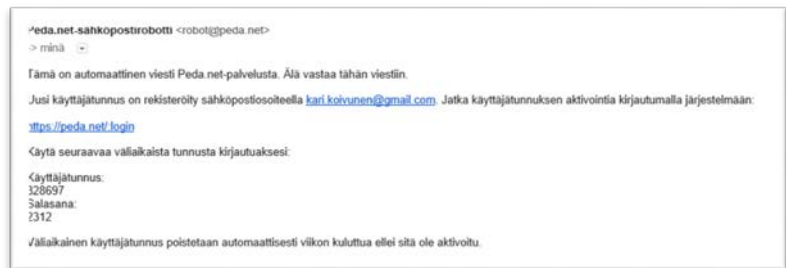 Peda.net-sähköpostirobotti <robot@peda.net>
-> minä
Tämä on automaattinen viesti Peda.net-palvelusta. Älä vastaa tähän viestiin.
Uusi käyttäjätunnus on rekisteröity sähköpostiosoitteella kari.koivunen@gmail.com. Jatka käyttäjätunnuksen aktivointia kirjautumalla järjestelmään:
https://peda.net/:login
Käytä seuraavaa väliaikaista tunnusta kirjautuaksesi:
Käyttäjätunnus:
328697
Salasana:
2312
Väliaikainen käyttäjätunnus poistetaan automaattisesti viikon kuluttua ellei sitä ole aktivoitu.